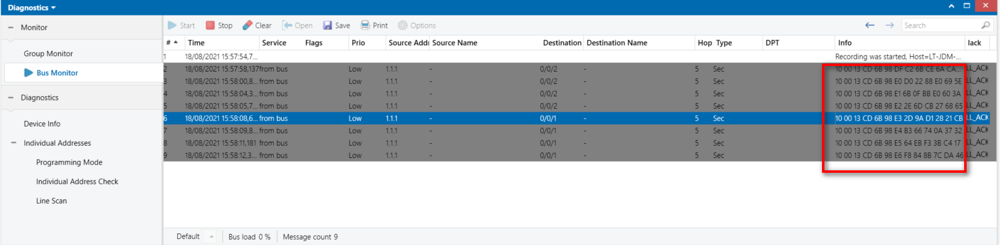 Diagnostics
Monitor
Group Monitor
Bus Monitor
Diagnostics
Device Info
Individual Addresses
Programming Mode
Individual Address Check
Line Scan
Start Stop Clear Open Save Print Options Search
# Time Service Flags Prio Source Addr Source Name Destination Destination Name Hop Type DPT Info Iack
1 18/08/2021 15:57:54,7... Recording was started, Host=LT-JDM-...
2 18/08/2021 15:57:58,137 from bus Low 1.1.1 - 0/0/2 - 5 Sec 10 00 13 CD 6B 98 DF C2 6B CE 6A CA... LL_ACK
3 18/08/2021 15:58:00,8... from bus Low 1.1.1 - 0/0/2 - 5 Sec 10 00 13 CD 6B 98 E0 D0 22 88 E0 69 5E LL_ACK
4 18/08/2021 15:58:04,3... from bus Low 1.1.1 - 0/0/2 - 5 Sec 10 00 13 CD 6B 98 E1 6B 0F BB E0 60 3A LL_ACK
5 18/08/2021 15:58:05,7... from bus Low 1.1.1 - 0/0/2 - 5 Sec 10 00 13 CD 6B 98 E2 2E 6D CB 27 68 65 LL_ACK
6 18/08/2021 15:58:08,6... from bus Low 1.1.1 - 0/0/1 - 5 Sec 10 00 13 CD 6B 98 E3 2D 9A D1 28 21 CB LL_ACK
7 18/08/2021 15:58:09,8... from bus Low 1.1.1 - 0/0/1 - 5 Sec 10 00 13 CD 6B 98 E4 B3 66 74 0A 37 32 LL_ACK
8 18/08/2021 15:58:11,181 from bus Low 1.1.1 - 0/0/1 - 5 Sec 10 00 13 CD 6B 98 E5 64 EB F3 3B C4 17 LL_ACK
9 18/08/2021 15:58:12,3... from bus Low 1.1.1 - 0/0/1 - 5 Sec 10 00 13 CD 6B 98 E6 F8 84 8B 7C DA 46 LL_ACK
Default Bus load 0 % Message count 9